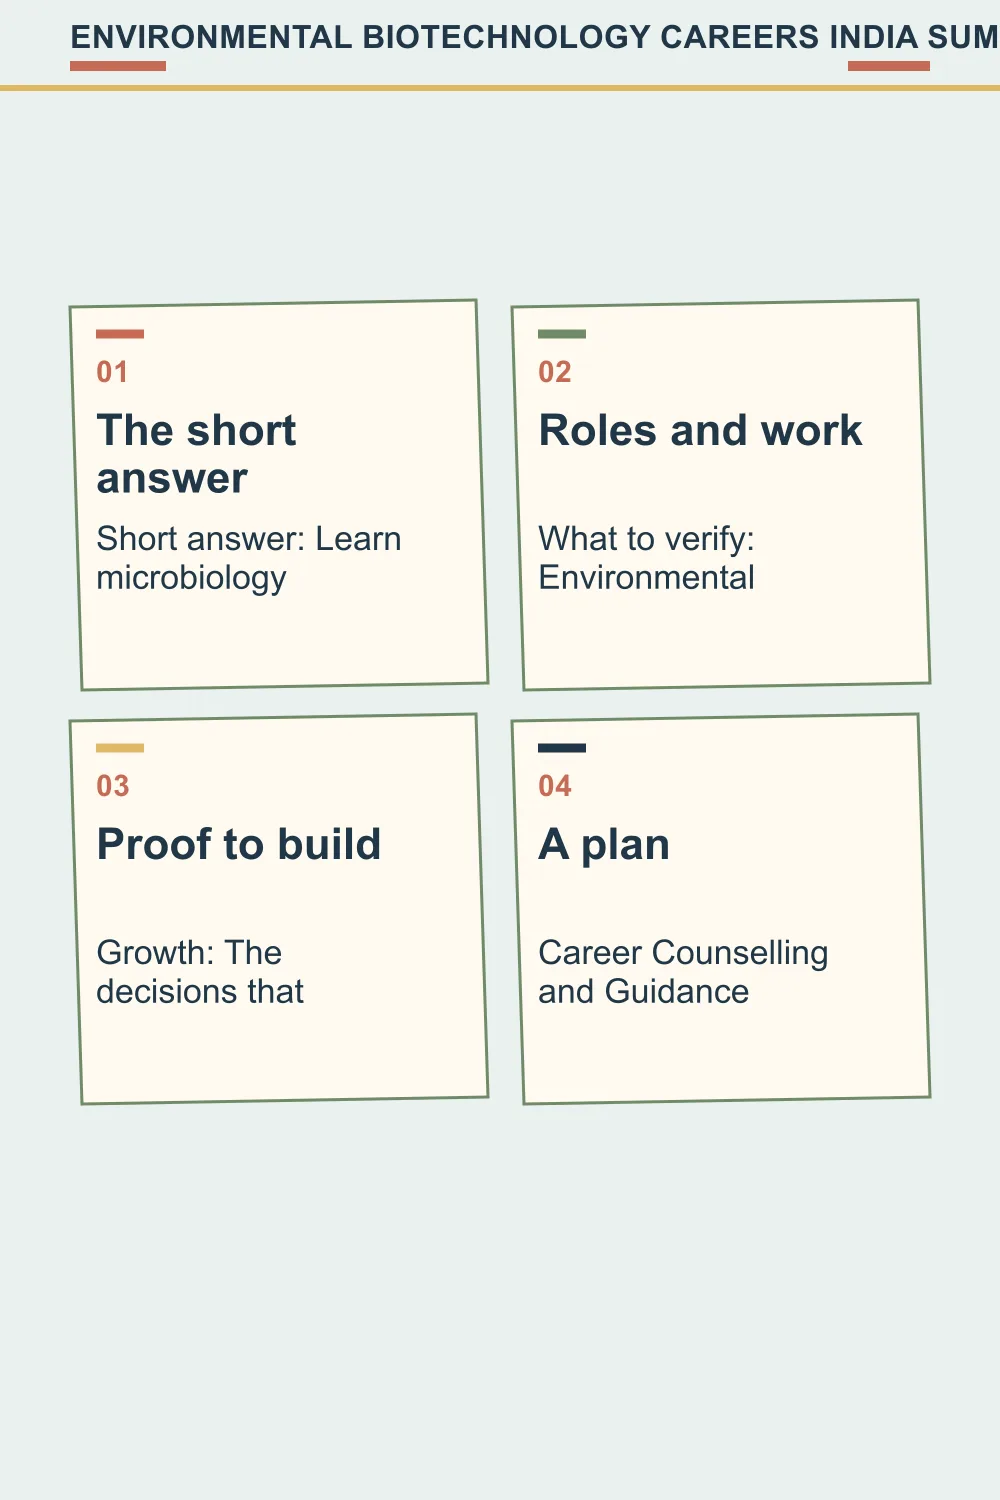 ENVIRONMENTAL BIOTECHNOLOGY CAREERS INDIA SUM
01
The short
answer
Short answer: Learn
microbiology
02
Roles and work
What to verify:
Environmental
03
Proof to build
Growth: The
decisions that
04
A plan
Career Counselling
and Guidance